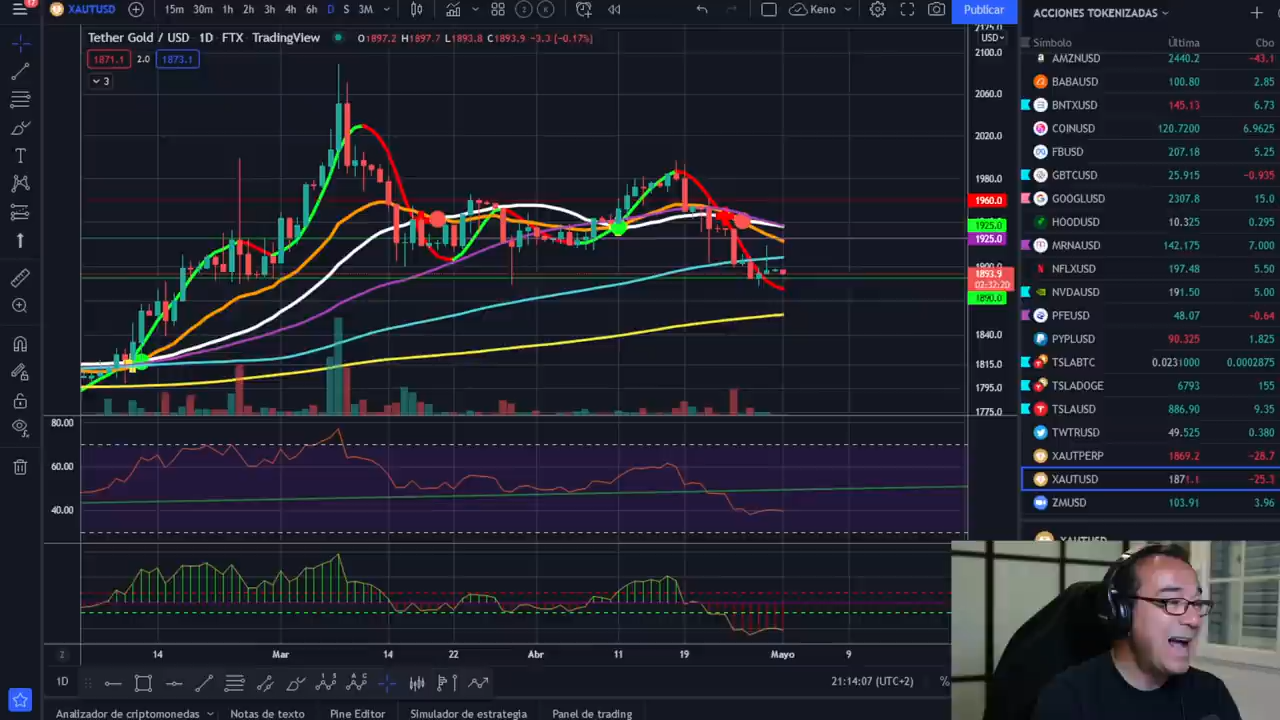 17
XAUTUSD
15m 30m 1h 2h 3h 4h 6h D S 3M
Keno
Publicar
Tether Gold / USD 1D FTX TradingView
O1897.2 H1897.7 L1893.8 C1893.9 −3.3 (−0.17%)
1871.1 2.0 1873.1
3
USD
2100.0
2060.0
2020.0
1980.0
1960.0
1925.0
1925.0
1900.0
1893.9
02:32:20
1890.0
1840.0
1815.0
1795.0
1775.0
80.00
60.00
40.00
14 Mar 14 22 Abr 11 19 Mayo 9
1D
21:14:07 (UTC+2)
%
Analizador de criptomonedas Notas de texto Pine Editor Simulador de estrategia Panel de trading
ACCIONES TOKENIZADAS
Símbolo Última Cbo
AMZNUSD 2440.2 −43.1
BABAUSD 100.80 2.85
BNTXUSD 145.13 6.73
COINUSD 120.7200 6.9625
FBUSD 207.18 5.25
GBTCUSD 25.915 −0.935
GOOGLUSD 2307.8 15.0
HOODUSD 10.325 0.395
MRNAUSD 142.175 7.000
NFLXUSD 197.48 5.50
NVDAUSD 191.50 5.00
PFEUSD 48.07 −0.64
PYPLUSD 90.325 1.825
TSLABTC 0.0231000 0.0002875
TSLADOGE 6793 155
TSLAUSD 886.90 9.35
TWTRUSD 49.525 0.380
XAUTPERP 1869.2 −28.7
XAUTUSD 1871.1 −25.3
ZMUSD 103.91 3.96
XAUTUSD